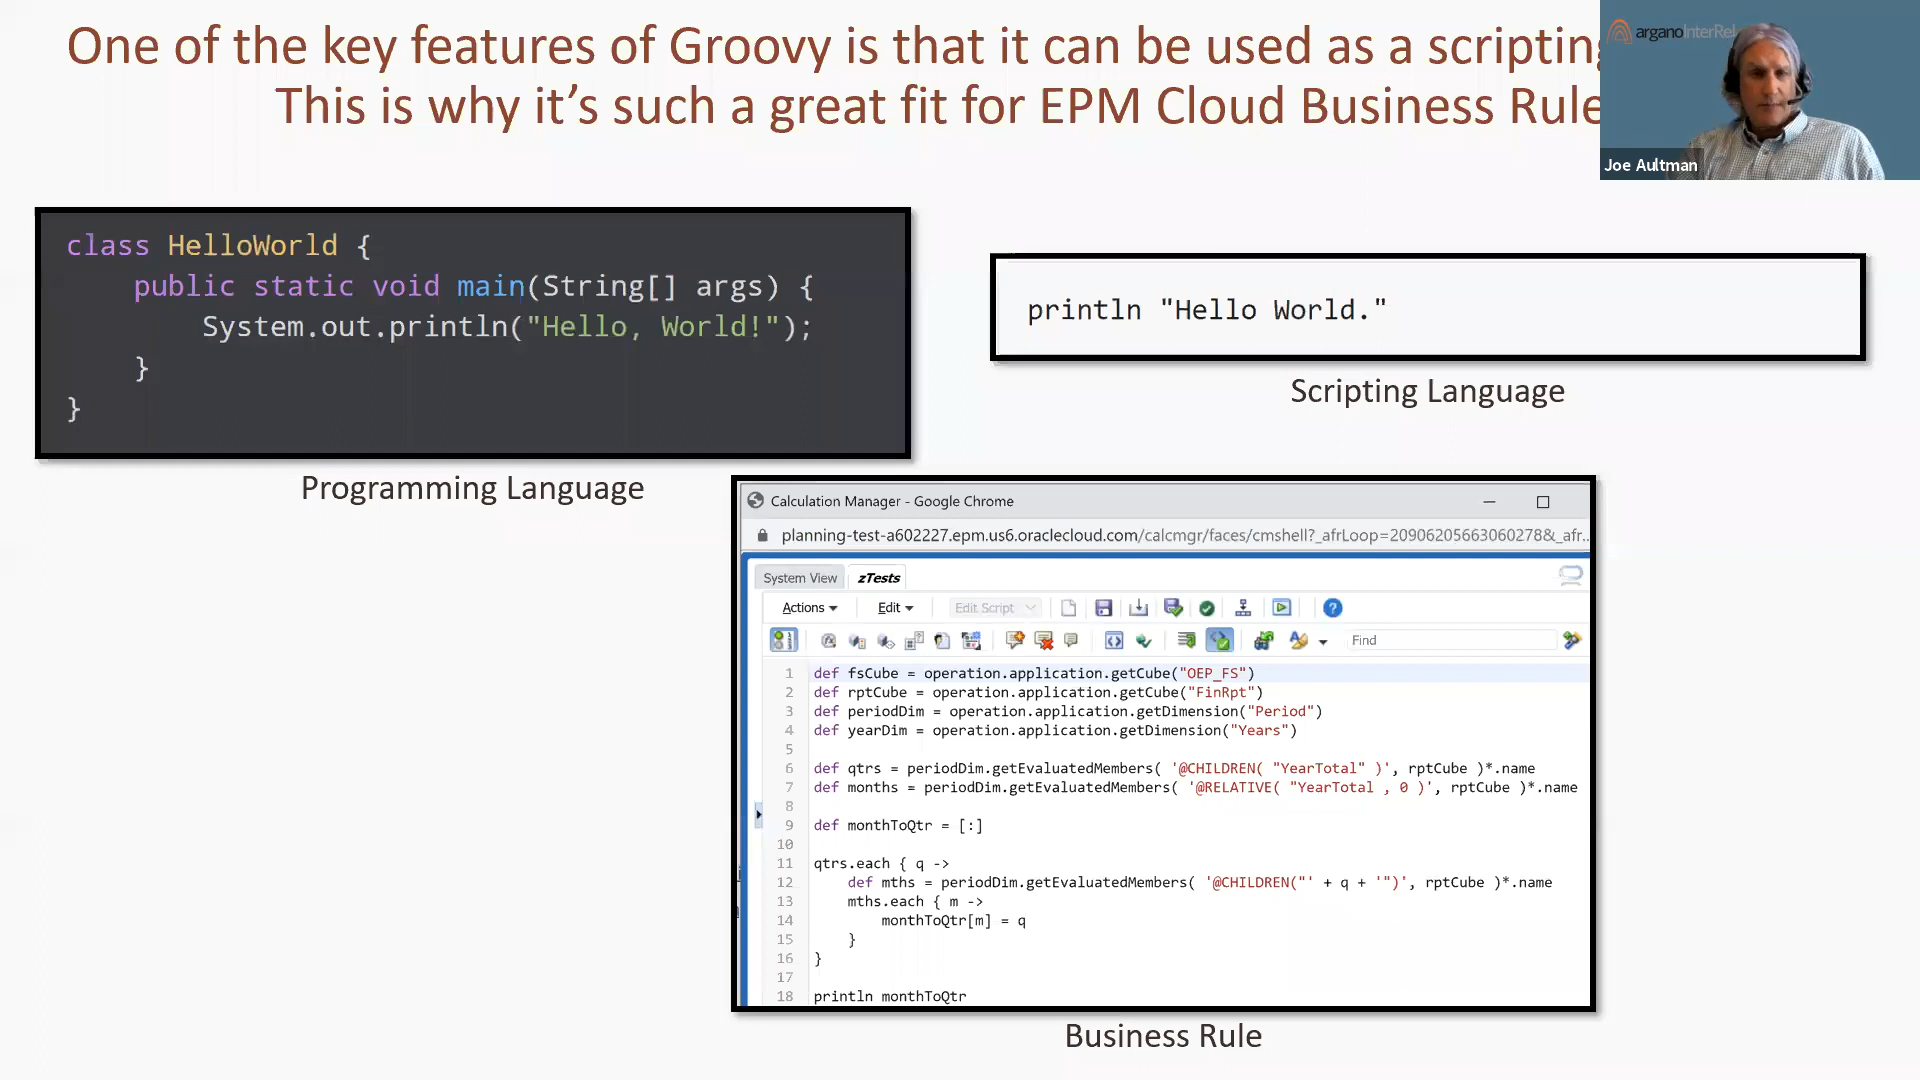 One of the key features of Groovy is that it can be used as a scripting
This is why it's such a great fit for EPM Cloud Business Rule
arganoInterRel
Joe Aultman
class HelloWorld {
    public static void main(String[] args) {
        System.out.println("Hello, World!");
    }
}
Programming Language
println "Hello World."
Scripting Language
Calculation Manager - Google Chrome
planning-test-a602227.epm.us6.oraclecloud.com/calcmgr/faces/cmshell?_afrLoop=20906205663060278&_afr...
System View zTests
Actions Edit Edit Script
Find
1 def fsCube = operation.application.getCube("OEP_FS")
2 def rptCube = operation.application.getCube("FinRpt")
3 def periodDim = operation.application.getDimension("Period")
4 def yearDim = operation.application.getDimension("Years")
5
6 def qtrs = periodDim.getEvaluatedMembers( '@CHILDREN( "YearTotal" )', rptCube )*.name
7 def months = periodDim.getEvaluatedMembers( '@RELATIVE( "YearTotal , 0 )', rptCube )*.name
8
9 def monthToQtr = [:]
10
11 qtrs.each { q ->
12     def mths = periodDim.getEvaluatedMembers( '@CHILDREN("' + q + '")', rptCube )*.name
13     mths.each { m ->
14         monthToQtr[m] = q
15     }
16 }
17
18 println monthToQtr
Business Rule